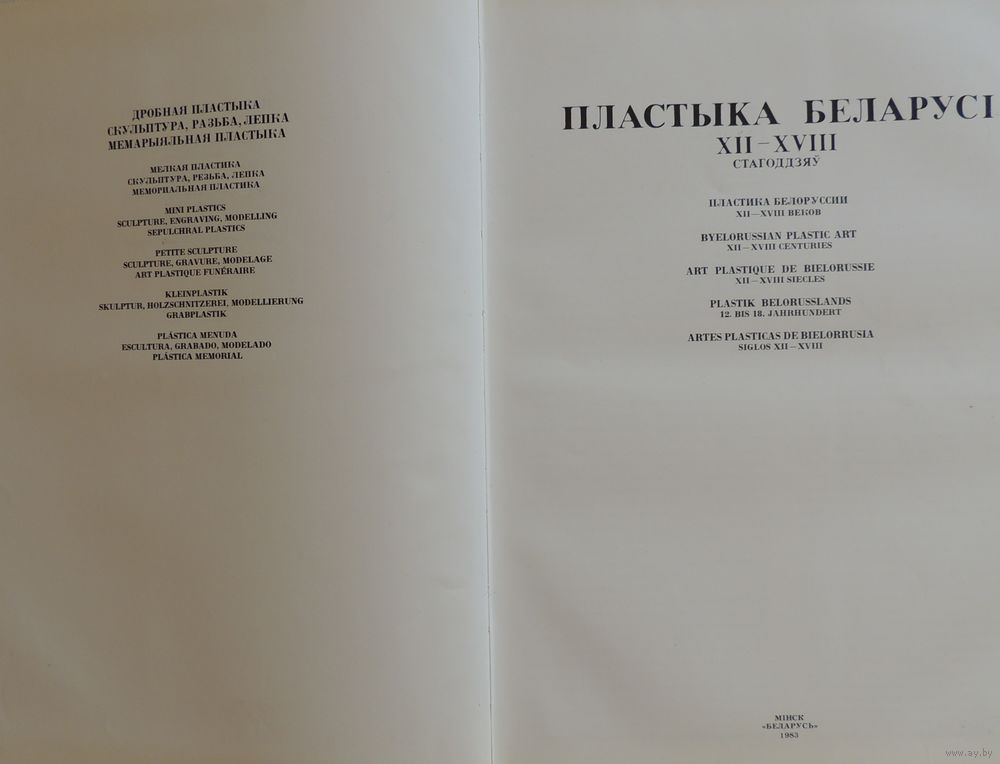 ДРОБНАЯ ПЛАСТЫКА
СКУЛЬПТУРА, РАЗЬБА, ЛЕПКА
МЕМАРЫЯЛЬНАЯ ПЛАСТЫКА
МЕЛКАЯ ПЛАСТИКА
СКУЛЬПТУРА, РЕЗЬБА, ЛЕПКА
МЕМОРИАЛЬНАЯ ПЛАСТИКА
MINI PLASTICS
SCULPTURE, ENGRAVING, MODELLING
SEPULCHRAL PLASTICS
PETITE SCULPTURE
SCULPTURE, GRAVURE, MODELAGE
ART PLASTIQUE FUNÉRAIRE
KLEINPLASTIK
SKULPTUR, HOLZSCHNITZEREI, MODELLIERUNG
GRABPLASTIK
PLÁSTICA MENUDA
ESCULTURA, GRABADO, MODELADO
PLÁSTICA MEMORIAL
ПЛАСТЫКА БЕЛАРУСІ
XII–XVIII
СТАГОДДЗЯЎ
ПЛАСТИКА БЕЛОРУССИИ
XII–XVIII ВЕКОВ
BYELORUSSIAN PLASTIC ART
XII–XVIII CENTURIES
ART PLASTIQUE DE BIELORUSSIE
XII–XVIII SIECLES
PLASTIK BELORUSSLANDS
12. BIS 18. JAHRHUNDERT
ARTES PLASTICAS DE BIELORRUSIA
SIGLOS XII–XVIII
МІНСК
«БЕЛАРУСЬ»
1983
www.ay.by